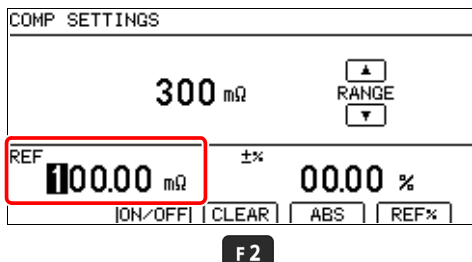 COMP SETTINGS
300 mΩ
▲
RANGE
▼
REF
100.00 mΩ
±%
00.00 %
ON/OFF CLEAR ABS REF%
F2